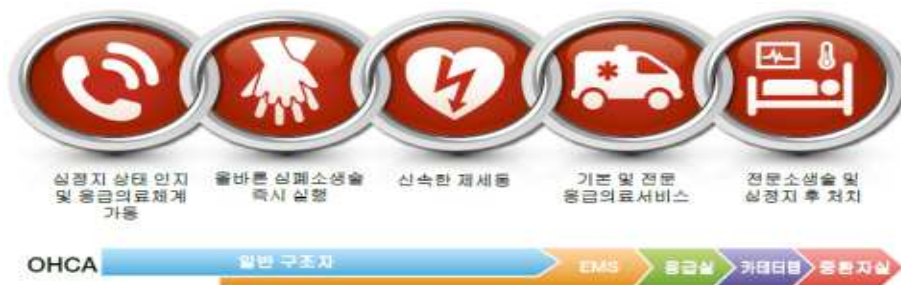 심정지 상태 인지
및 응급의료체계
가동
올바른 심폐소생술
즉시 실행
신속한 제세동
기본 및 전문
응급의료서비스
전문소생술 및
심정지 후 처치
OHCA
일반 구조자
EMS
응급실
카테터랩
중환자실